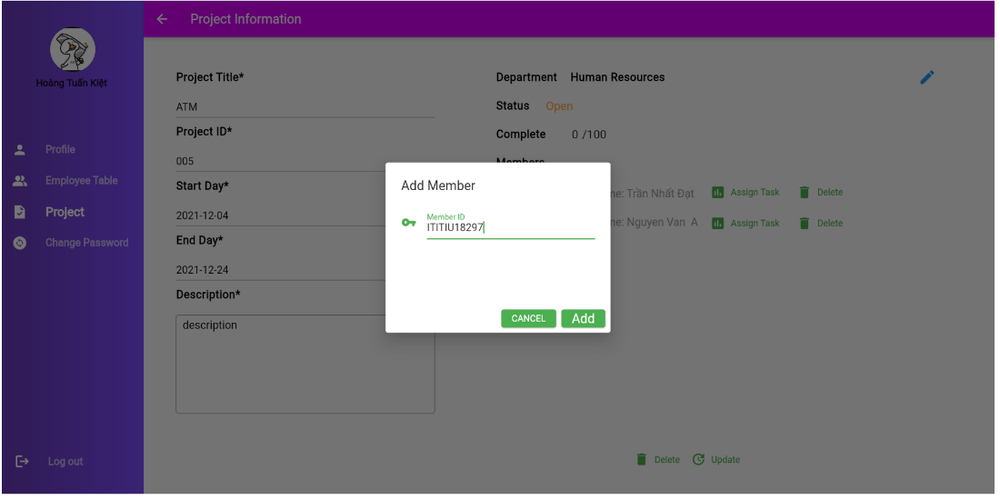 Project Information
Hoàng Tuấn Kiệt
Profile
Employee Table
Project
Change Password
Log out
Project Title*
ATM
Project ID*
005
Start Day*
2021-12-04
End Day*
2021-12-24
Description*
description
Department Human Resources
Status Open
Complete 0 /100
Members
me: Trần Nhất Đạt Assign Task Delete
me: Nguyen Van A Assign Task Delete
Add Member
Member ID
ITITIU18297
CANCEL Add
Delete Update